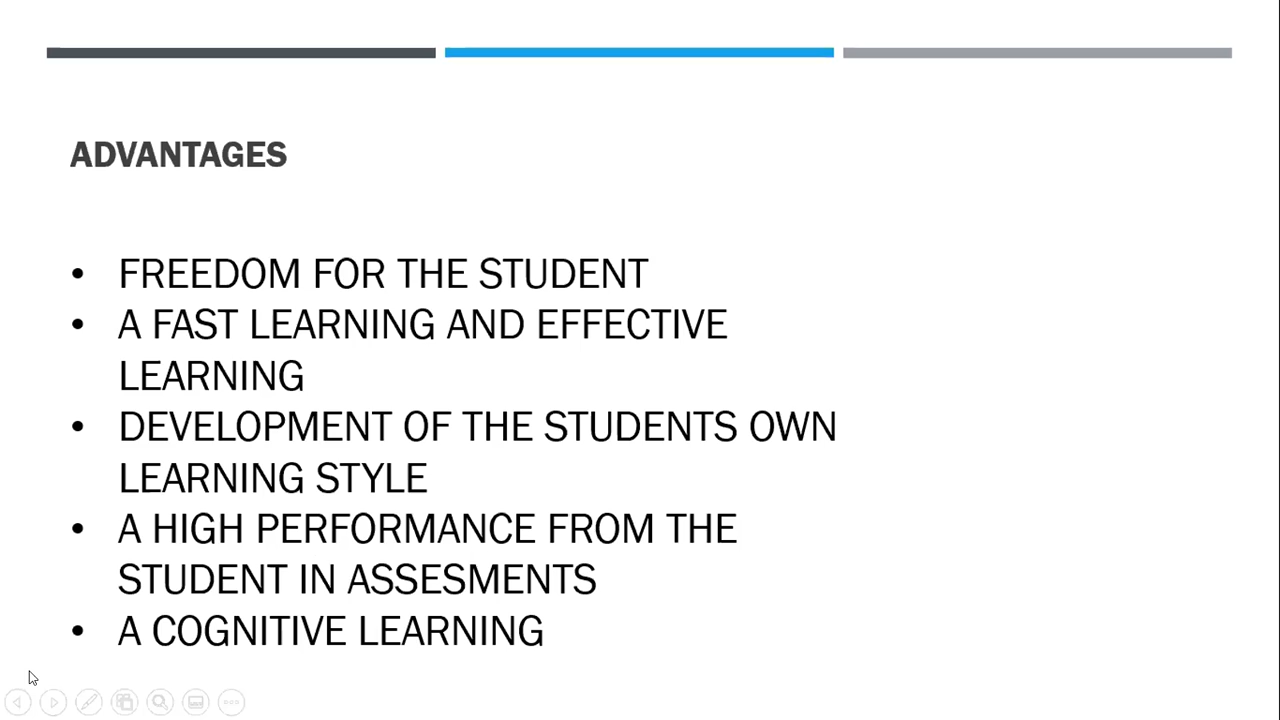 ADVANTAGES
• FREEDOM FOR THE STUDENT
• A FAST LEARNING AND EFFECTIVE
LEARNING
• DEVELOPMENT OF THE STUDENTS OWN
LEARNING STYLE
• A HIGH PERFORMANCE FROM THE
STUDENT IN ASSESMENTS
• A COGNITIVE LEARNING